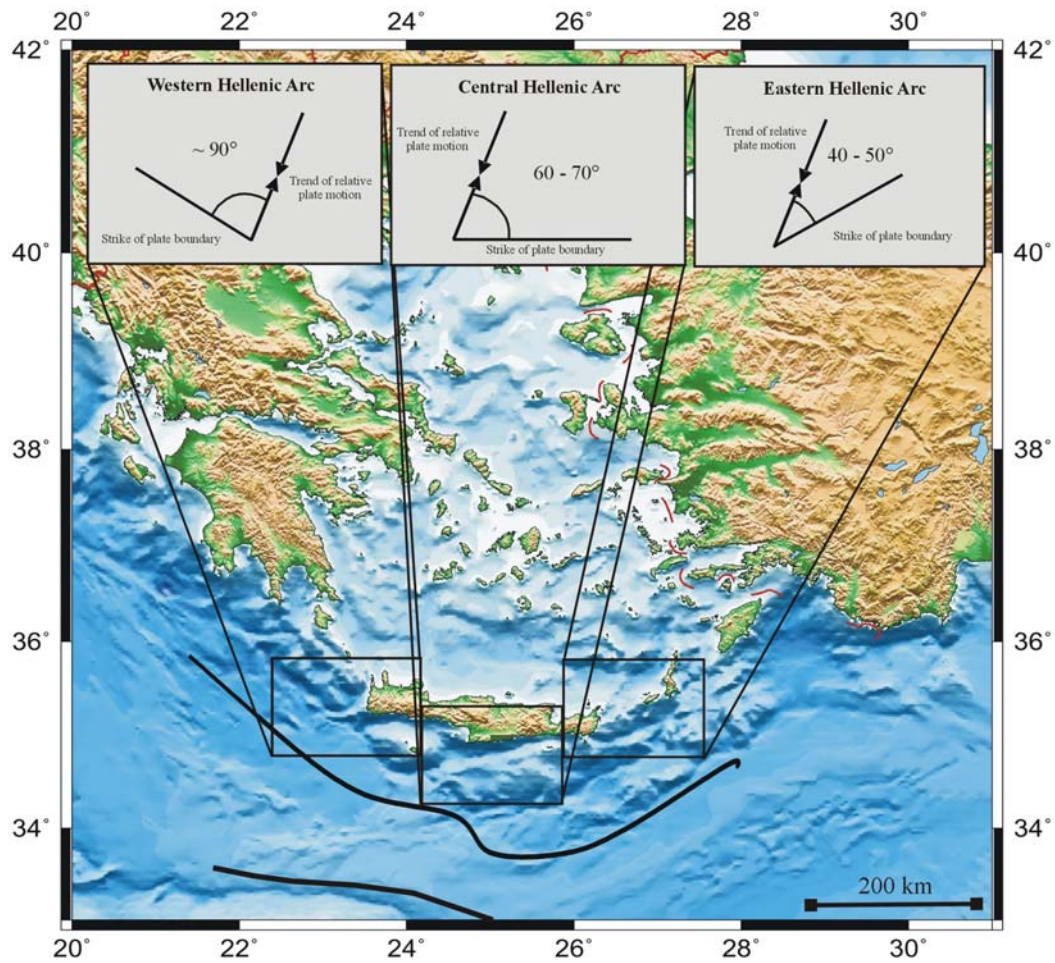 20° 22° 24° 26° 28° 30°
42° 42°
Western Hellenic Arc
~ 90°
Trend of relative
plate motion
Strike of plate boundary
Central Hellenic Arc
Trend of relative
plate motion
60 - 70°
Strike of plate boundary
Eastern Hellenic Arc
Trend of relative
plate motion
40 - 50°
Strike of plate boundary
40° 40°
38° 38°
36° 36°
34° 34°
200 km
20° 22° 24° 26° 28° 30°